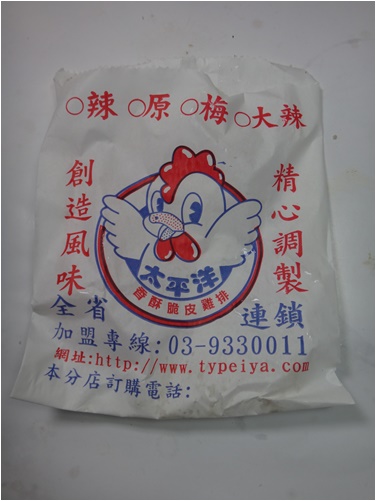 ○辣 ○原 ○梅 ○大辣
創造風味
精心調製
太平洋
香酥脆皮雞排
全省 連鎖
加盟專線:03-9330011
網址:http://www.typeiya.com
本分店訂購電話: